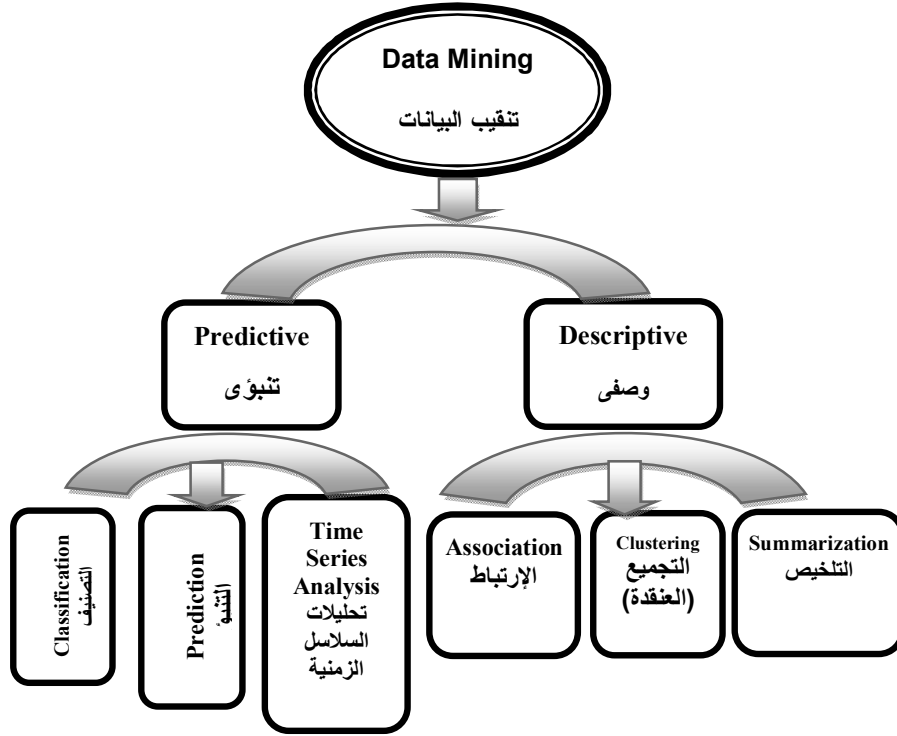 Data Mining
تنقيب البيانات
Predictive
تنبؤى
Descriptive
وصفى
Classification
التصنيف
Prediction
التنبؤ
Time
Series
Analysis
تحليلات
السلاسل
الزمنية
Association
الإرتباط
Clustering
التجميع
(العنقدة)
Summarization
التلخيص